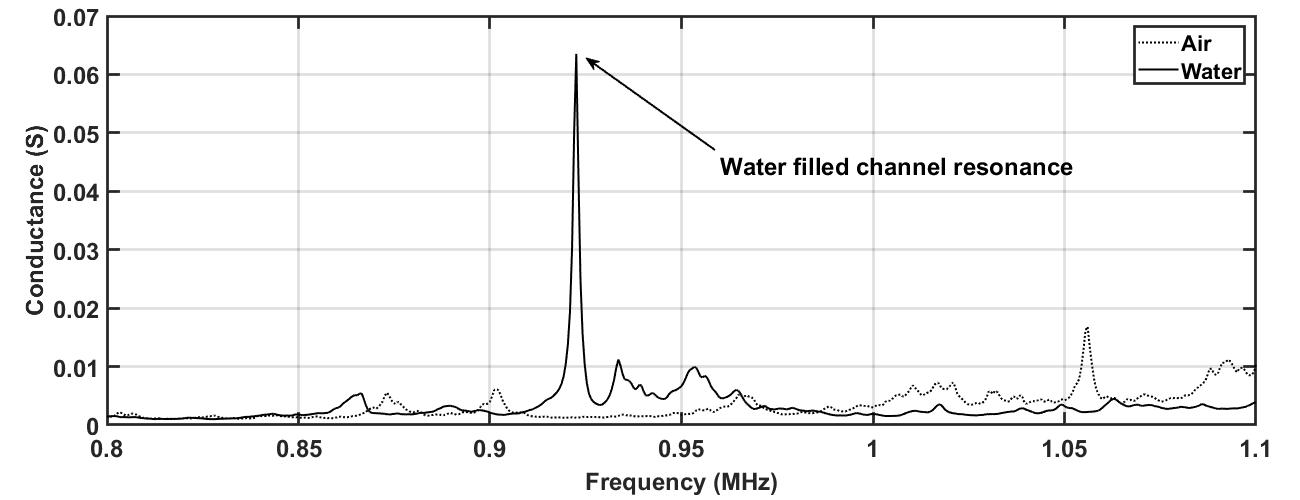 0.07
0.06
0.05
0.04
0.03
0.02
0.01
0
Conductance (S)
Air
Water
Water filled channel resonance
0.8 0.85 0.9 0.95 1 1.05 1.1
Frequency (MHz)